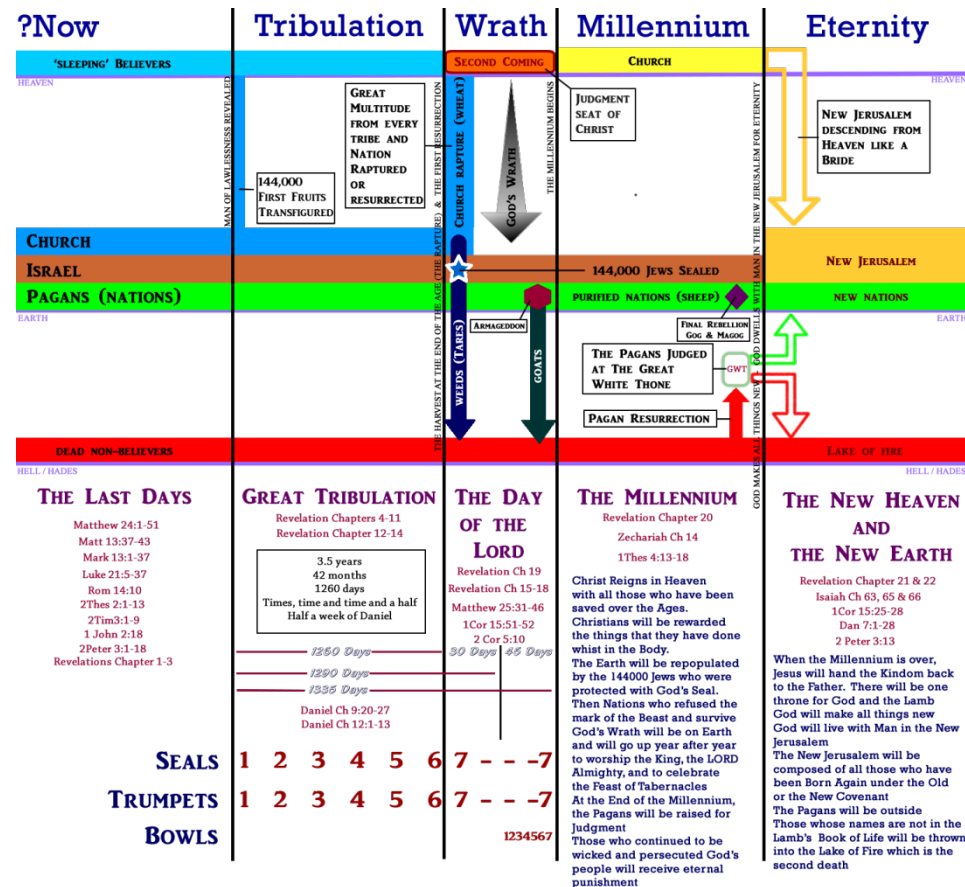 ?Now
Tribulation
Wrath
Millennium
Eternity
'SLEEPING' BELIEVERS
SECOND COMING
CHURCH
HEAVEN
HEAVEN
MAN OF LAWLESSNESS REVEALED
144,000
FIRST FRUITS
TRANSFIGURED
GREAT
MULTITUDE
FROM EVERY
TRIBE AND
NATION
RAPTURED
OR
RESURRECTED
THE HARVEST AT THE END OF THE AGE (THE RAPTURE) & THE FIRST RESURRECTION
CHURCH RAPTURE (WHEAT)
GOD'S WRATH
THE MILLENNIUM BEGINS
JUDGMENT
SEAT OF
CHRIST
GOD MAKES ALL THINGS NEW - GOD DWELLS WITH MAN IN THE NEW JERUSALEM FOR ETERNITY
NEW JERUSALEM
DESCENDING FROM
HEAVEN LIKE A
BRIDE
CHURCH
ISRAEL
144,000 JEWS SEALED
NEW JERUSALEM
PAGANS (NATIONS)
PURIFIED NATIONS (SHEEP)
NEW NATIONS
EARTH
EARTH
WEEDS (TARES)
ARMAGEDDON
GOATS
FINAL REBELLION
GOG & MAGOG
THE PAGANS JUDGED
AT THE GREAT
WHITE THONE
GWT
PAGAN RESURRECTION
DEAD NON-BELIEVERS
LAKE OF FIRE
HELL / HADES
HELL / HADES
THE LAST DAYS
Matthew 24:1-51
Matt 13:37-43
Mark 13:1-37
Luke 21:5-37
Rom 14:10
2Thes 2:1-13
2Tim3:1-9
1 John 2:18
2Peter 3:1-18
Revelations Chapter 1-3
GREAT TRIBULATION
Revelation Chapters 4-11
Revelation Chapter 12-14
3.5 years
42 months
1260 days
Times, time and time and a half
Half a week of Daniel
1260 Days
30 Days
45 Days
1290 Days
1335 Days
Daniel Ch 9:20-27
Daniel Ch 12:1-13
THE DAY
OF THE
LORD
Revelation Ch 19
Revelation Ch 15-18
Matthew 25:31-46
1Cor 15:51-52
2 Cor 5:10
SEALS 1 2 3 4 5 6 7 - - -7
TRUMPETS 1 2 3 4 5 6 7 - - -7
BOWLS 1234567
THE MILLENNIUM
Revelation Chapter 20
Zechariah Ch 14
1Thes 4:13-18
Christ Reigns in Heaven
with all those who have been
saved over the Ages.
Christians will be rewarded
the things that they have done
whist in the Body.
The Earth will be repopulated
by the 144000 Jews who were
protected with God's Seal.
Then Nations who refused the
mark of the Beast and survive
God's Wrath will be on Earth
and will go up year after year
to worship the King, the LORD
Almighty, and to celebrate
the Feast of Tabernacles
At the End of the Millennium,
the Pagans will be raised for
Judgment
Those who continued to be
wicked and persecuted God's
people will receive eternal
punishment
THE NEW HEAVEN
AND
THE NEW EARTH
Revelation Chapter 21 & 22
Isaiah Ch 63, 65 & 66
1Cor 15:25-28
Dan 7:1-28
2 Peter 3:13
When the Millennium is over,
Jesus will hand the Kindom back
to the Father. There will be one
throne for God and the Lamb
God will make all things new
God will live with Man in the New
Jerusalem
The New Jerusalem will be
composed of all those who have
been Born Again under the Old
or the New Covenant
The Pagans will be outside
Those whose names are not in the
Lamb's Book of Life will be thrown
into the Lake of Fire which is the
second death